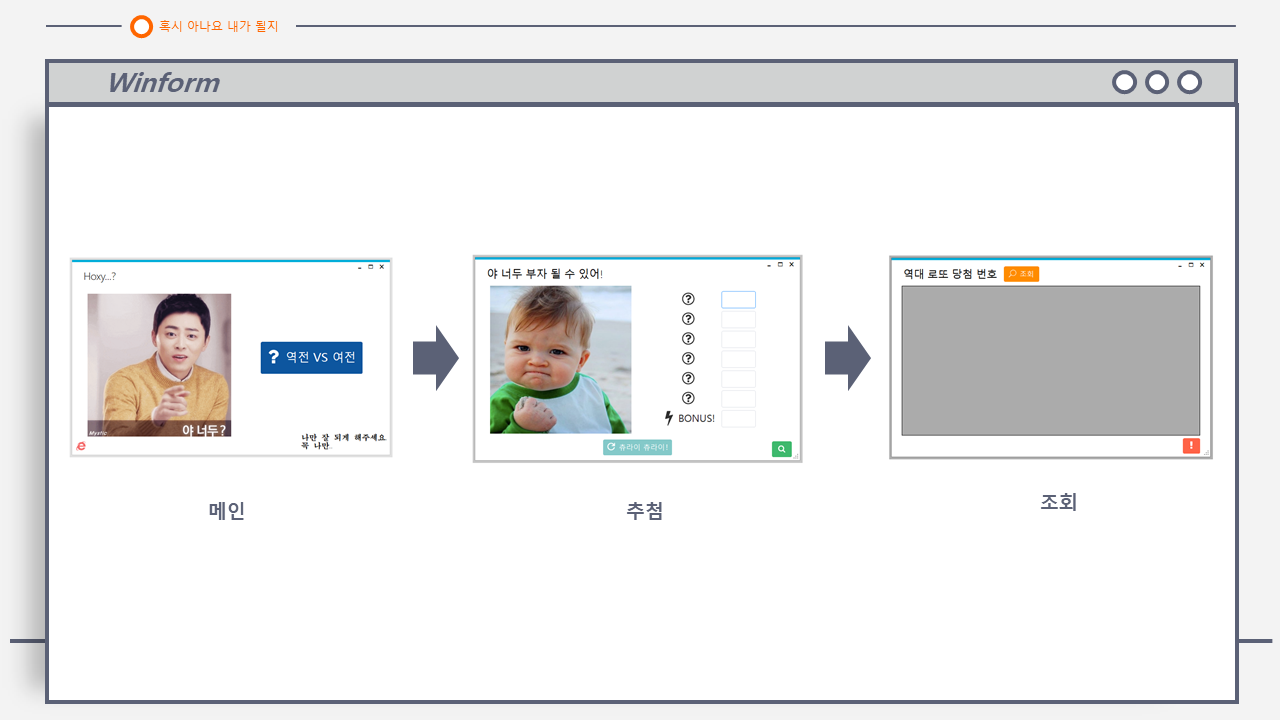 혹시 아나요 내가 될지
Winform
Hoxy...?
야 너두?
Mystic
? 역전 VS 여전
나만 잘 되게 해주세요
꼭 나만..
메인
야 너두 부자 될 수 있어!
BONUS!
츄라이 츄라이!
추첨
역대 로또 당첨 번호
조회
조회